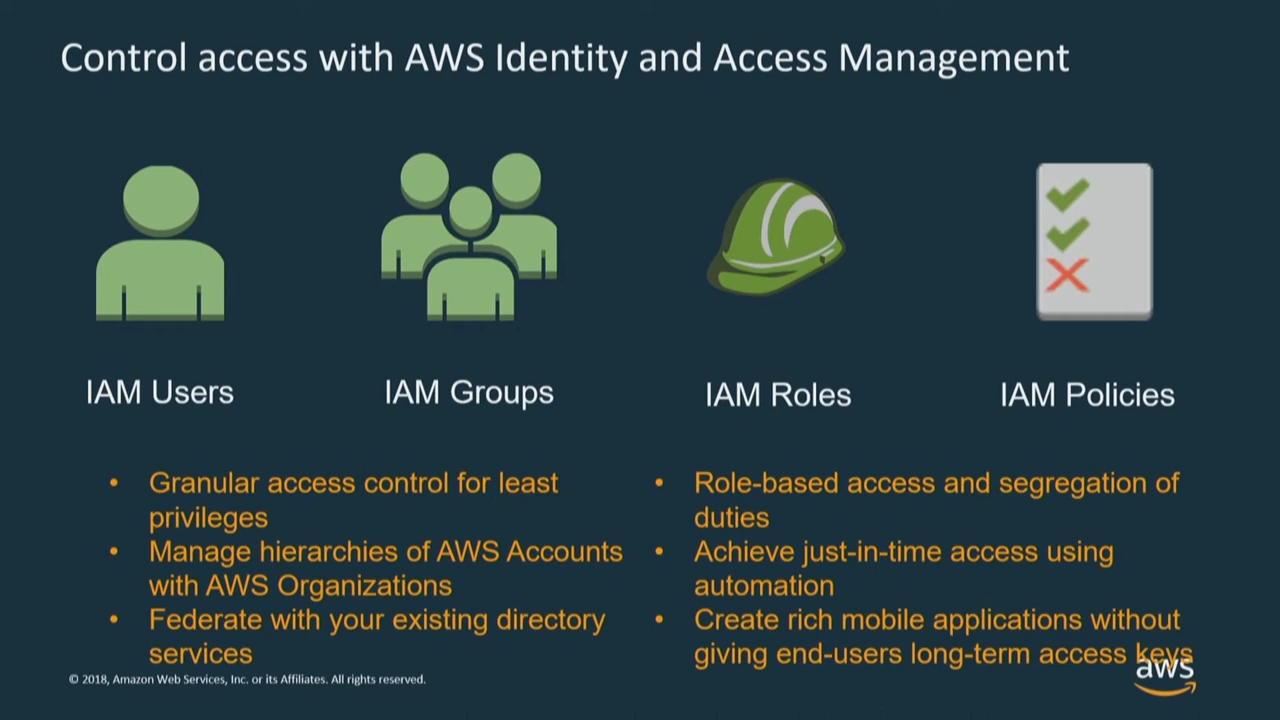 Control access with AWS Identity and Access Management
IAM Users
IAM Groups
IAM Roles
IAM Policies
• Granular access control for least
privileges
• Manage hierarchies of AWS Accounts
with AWS Organizations
• Federate with your existing directory
services
• Role-based access and segregation of
duties
• Achieve just-in-time access using
automation
• Create rich mobile applications without
giving end-users long-term access keys
© 2018, Amazon Web Services, Inc. or its Affiliates. All rights reserved.
aws